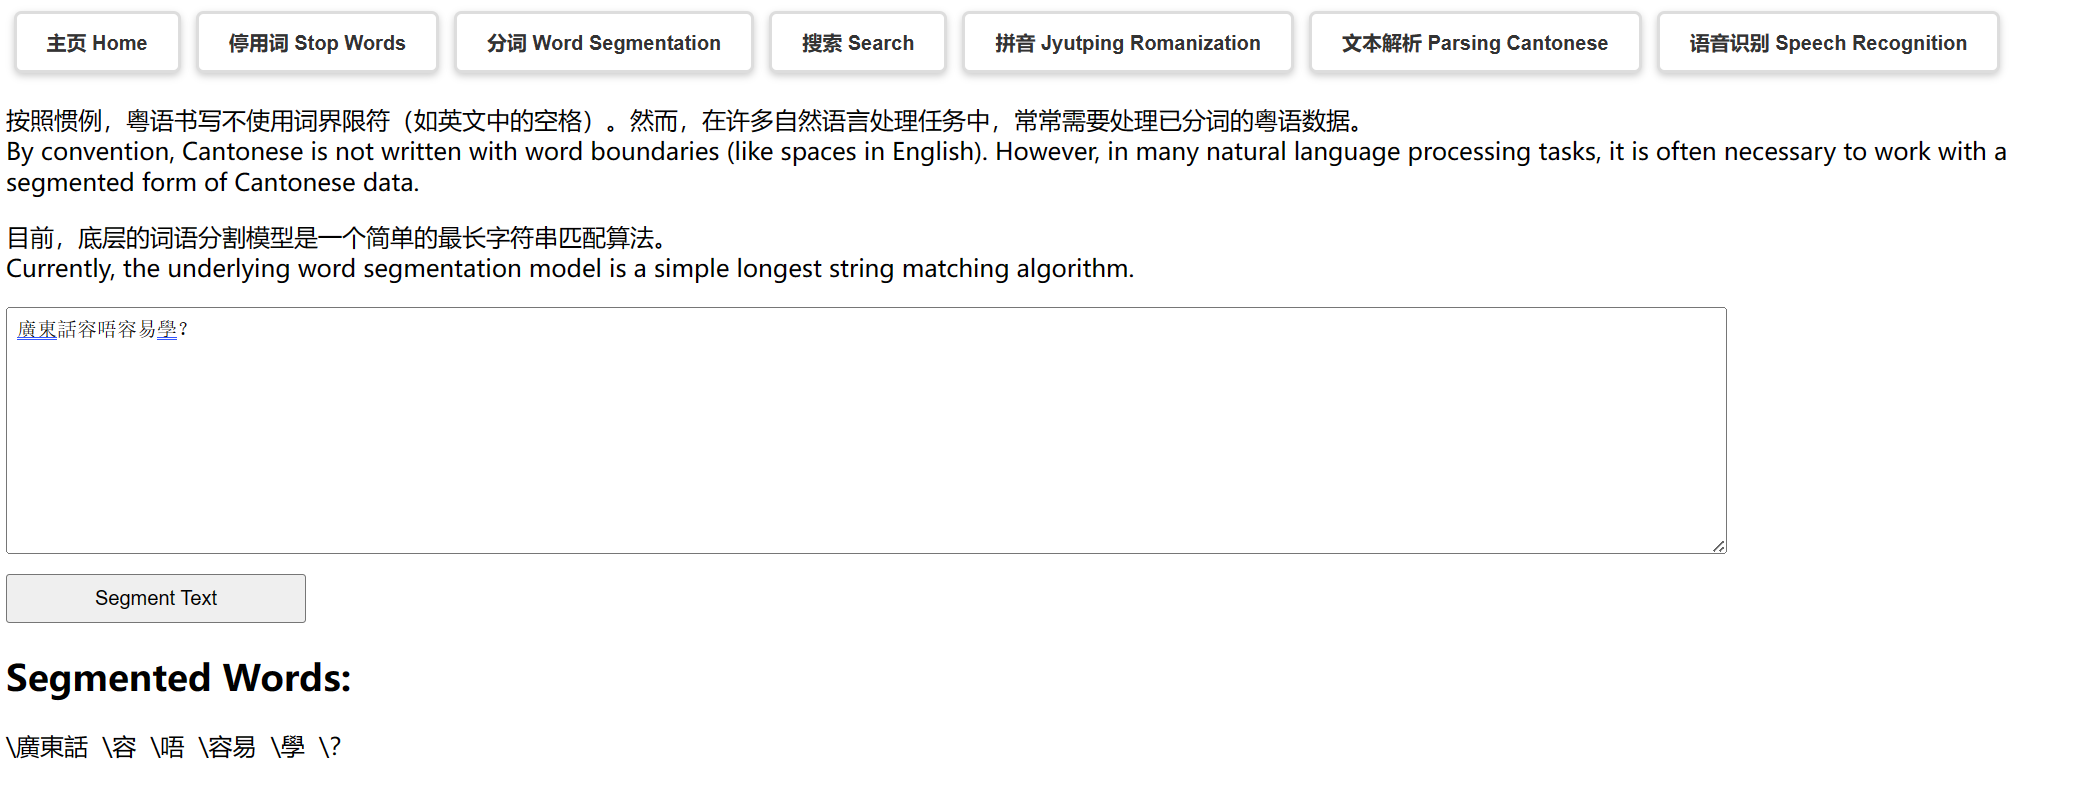 主页 Home 停用词 Stop Words 分词 Word Segmentation 搜索 Search 拼音 Jyutping Romanization 文本解析 Parsing Cantonese 语音识别 Speech Recognition
按照惯例，粤语书写不使用词界限符（如英文中的空格）。然而，在许多自然语言处理任务中，常常需要处理已分词的粤语数据。
By convention, Cantonese is not written with word boundaries (like spaces in English). However, in many natural language processing tasks, it is often necessary to work with a
segmented form of Cantonese data.
目前，底层的词语分割模型是一个简单的最长字符串匹配算法。
Currently, the underlying word segmentation model is a simple longest string matching algorithm.
廣東話容唔容易學？
Segment Text
Segmented Words:
\廣東話 \容 \唔 \容易 \學 \？